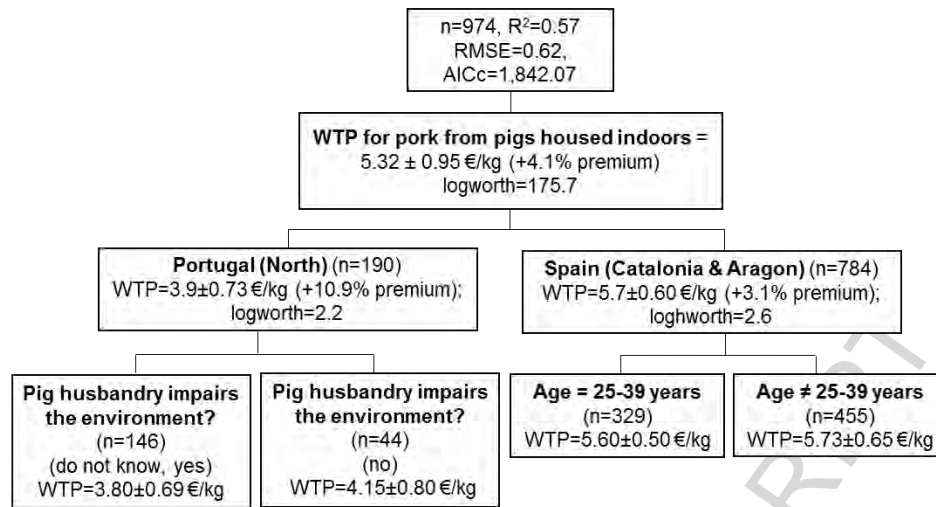 n=974, R²=0.57
RMSE=0.62,
AICc=1,842.07
WTP for pork from pigs housed indoors =
5.32 ± 0.95 €/kg (+4.1% premium)
logworth=175.7
Portugal (North) (n=190)
WTP=3.9±0.73 €/kg (+10.9% premium);
logworth=2.2
Spain (Catalonia & Aragon) (n=784)
WTP=5.7±0.60 €/kg (+3.1% premium);
loghworth=2.6
Pig husbandry impairs
the environment?
(n=146)
(do not know, yes)
WTP=3.80±0.69 €/kg
Pig husbandry impairs
the environment?
(n=44)
(no)
WTP=4.15±0.80 €/kg
Age = 25-39 years
(n=329)
WTP=5.60±0.50 €/kg
Age ≠ 25-39 years
(n=455)
WTP=5.73±0.65 €/kg